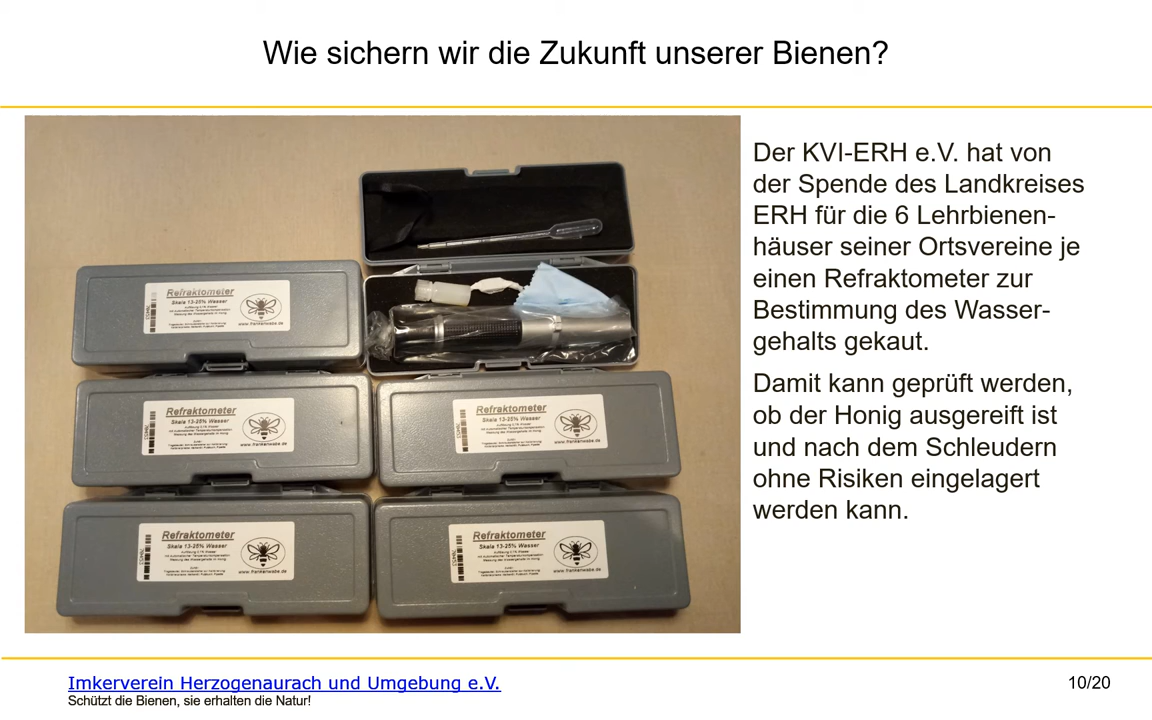 Wie sichern wir die Zukunft unserer Bienen?
Der KVI-ERH e.V. hat von
der Spende des Landkreises
ERH für die 6 Lehrbienen-
häuser seiner Ortsvereine je
einen Refraktometer zur
Bestimmung des Wasser-
gehalts gekaut.
Damit kann geprüft werden,
ob der Honig ausgereift ist
und nach dem Schleudern
ohne Risiken eingelagert
werden kann.
Refraktometer
Skala 13-25% Wasser
www.frankenwabe.de
Refraktometer
Skala 13-25% Wasser
www.frankenwabe.de
Refraktometer
Skala 13-25% Wasser
www.frankenwabe.de
Refraktometer
Skala 13-25% Wasser
www.frankenwabe.de
Refraktometer
Skala 13-25% Wasser
www.frankenwabe.de
Imkerverein Herzogenaurach und Umgebung e.V.
Schützt die Bienen, sie erhalten die Natur!
10/20